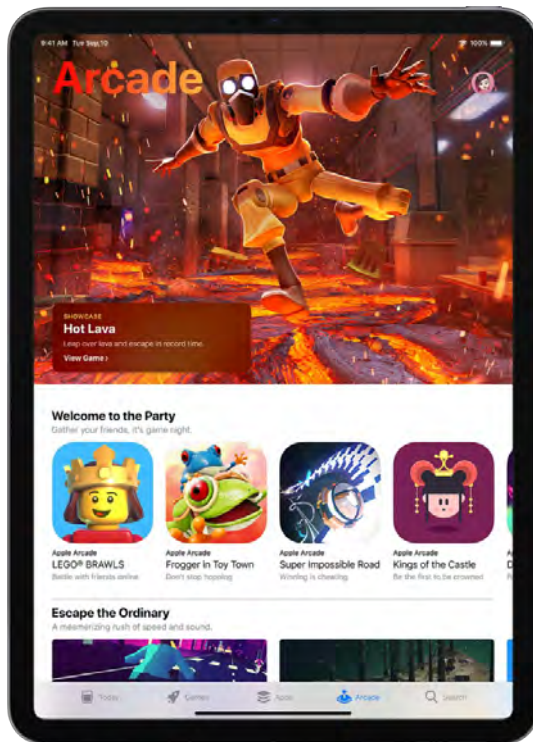 9:41 AM Tue Sep 10
100%
Arcade
SHOWCASE
Hot Lava
Leap over lava and escape in record time.
View Game ›
Welcome to the Party
Gather your friends, it's game night.
Apple Arcade
LEGO® BRAWLS
Battle with friends online
Apple Arcade
Frogger in Toy Town
Don't stop hopping
Apple Arcade
Super Impossible Road
Winning is cheating
Apple Arcade
Kings of the Castle
Be the first to be crowned
Escape the Ordinary
A mesmerizing rush of speed and sound.
Today
Games
Apps
Arcade
Search